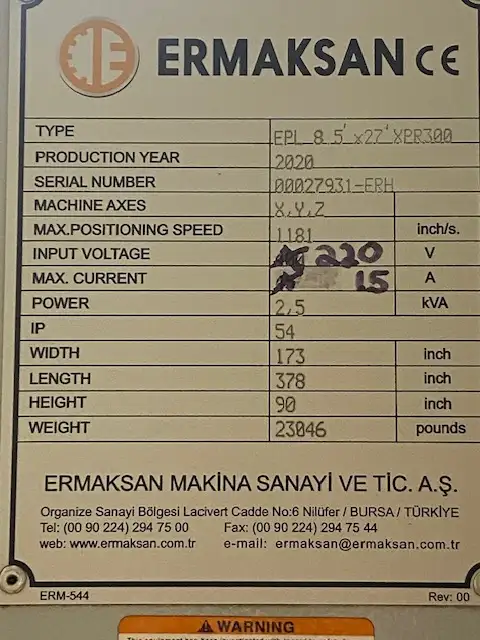 ERMAKSAN CE
TYPE EPL 8.5'x27' XPR300
PRODUCTION YEAR 2020
SERIAL NUMBER 00027931-ERH
MACHINE AXES X,Y,Z
MAX.POSITIONING SPEED 1181 inch/s.
INPUT VOLTAGE 220 V
MAX. CURRENT 15 A
POWER 2,5 kVA
IP 54
WIDTH 173 inch
LENGTH 378 inch
HEIGHT 90 inch
WEIGHT 23046 pounds
ERMAKSAN MAKİNA SANAYİ VE TİC. A.Ş.
Organize Sanayi Bölgesi Lacivert Cadde No:6 Nilüfer / BURSA / TÜRKİYE
Tel: (00 90 224) 294 75 00 Fax: (00 90 224) 294 75 44
web: www.ermaksan.com.tr e-mail: ermaksan@ermaksan.com.tr
ERM-544 Rev: 00
WARNING